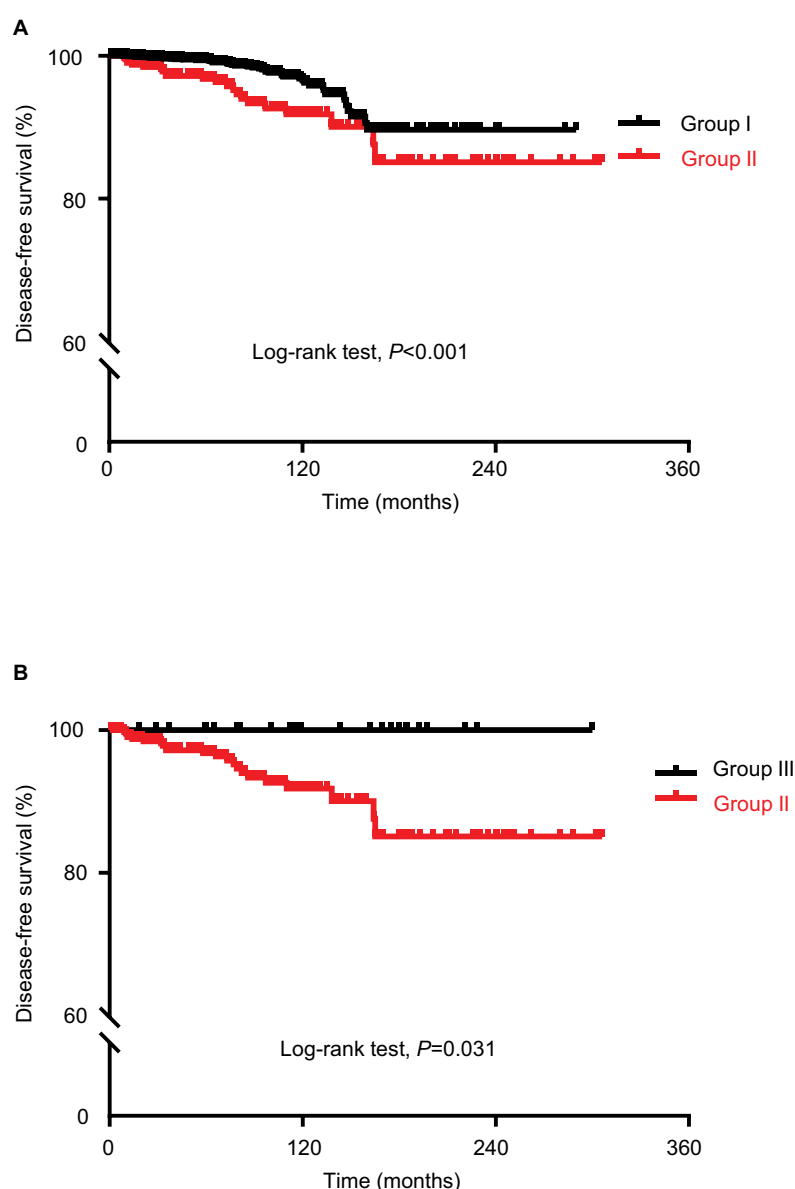 A
Disease-free survival (%)
100
80
60
0
Group I
Group II
Log-rank test, P<0.001
0 120 240 360
Time (months)
B
Disease-free survival (%)
100
80
60
0
Group III
Group II
Log-rank test, P=0.031
0 120 240 360
Time (months)